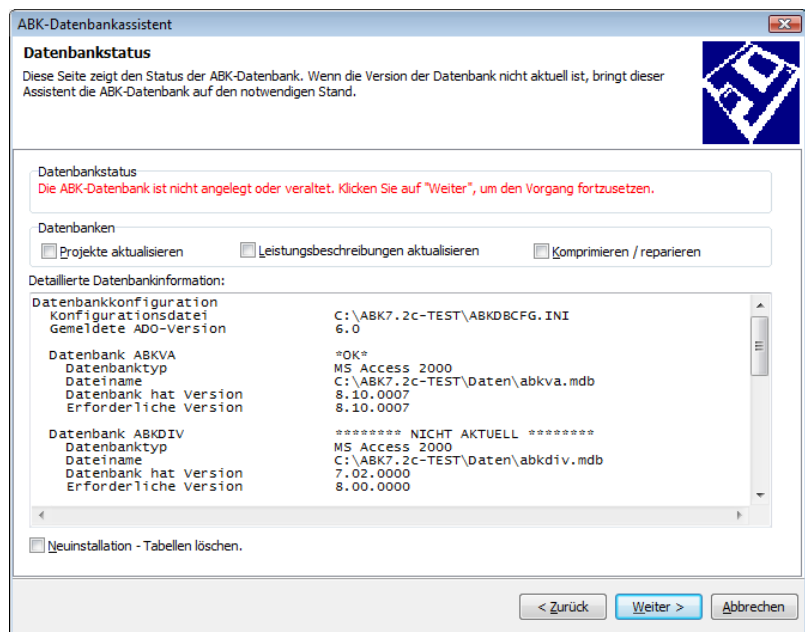 ABK-Datenbankassistent
Datenbankstatus
Diese Seite zeigt den Status der ABK-Datenbank. Wenn die Version der Datenbank nicht aktuell ist, bringt dieser
Assistent die ABK-Datenbank auf den notwendigen Stand.
Datenbankstatus
Die ABK-Datenbank ist nicht angelegt oder veraltet. Klicken Sie auf "Weiter", um den Vorgang fortzusetzen.
Datenbanken
Projekte aktualisieren Leistungsbeschreibungen aktualisieren Komprimieren / reparieren
Detaillierte Datenbankinformation:
Datenbankkonfiguration
Konfigurationsdatei C:\ABK7.2c-TEST\ABKDBCFG.INI
Gemeldete ADO-Version 6.0
Datenbank ABKVA *OK*
Datenbanktyp MS Access 2000
Dateiname C:\ABK7.2c-TEST\Daten\abkva.mdb
Datenbank hat Version 8.10.0007
Erforderliche Version 8.10.0007
Datenbank ABKDIV ******** NICHT AKTUELL ********
Datenbanktyp MS Access 2000
Dateiname C:\ABK7.2c-TEST\Daten\abkdiv.mdb
Datenbank hat Version 7.02.0000
Erforderliche Version 8.00.0000
Neuinstallation - Tabellen löschen.
< Zurück Weiter > Abbrechen